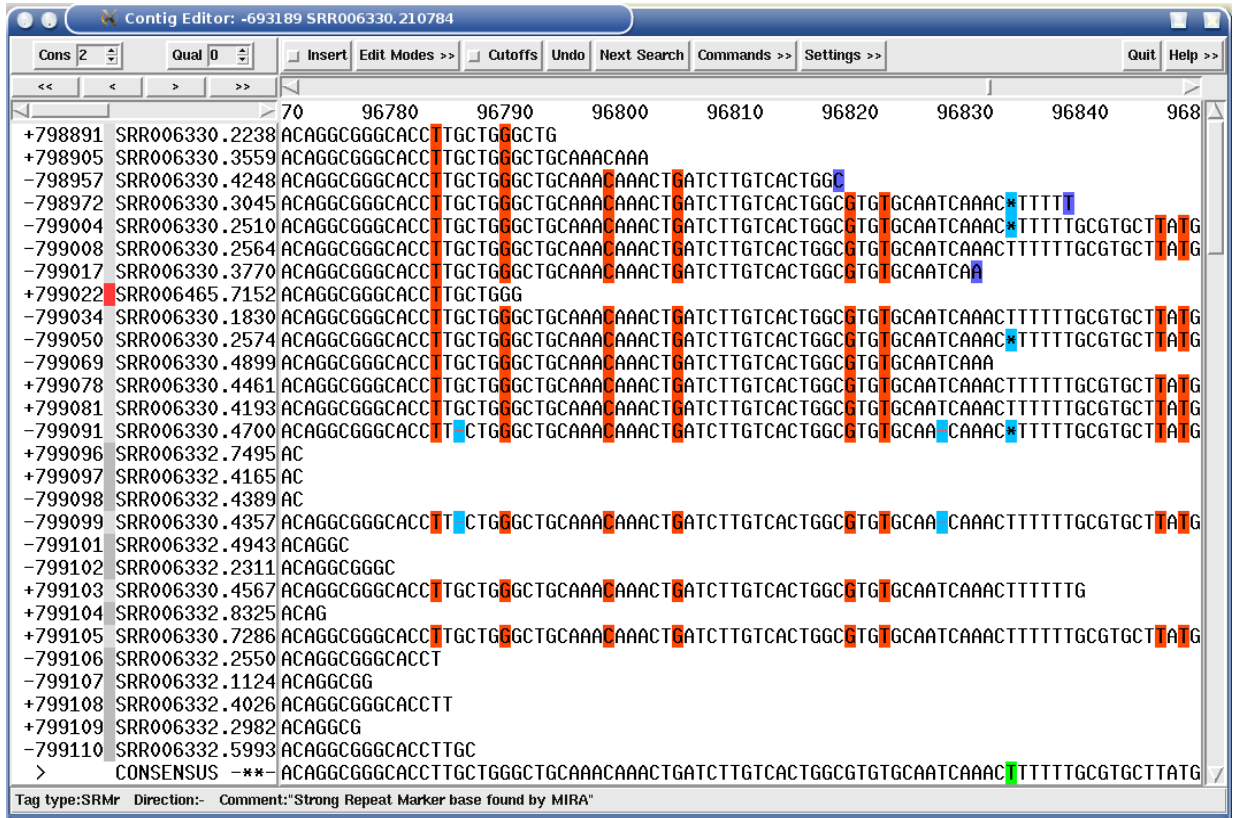 Contig Editor: -693189 SRR006330.210784
Cons 2 Qual 0 Insert Edit Modes >> Cutoffs Undo Next Search Commands >> Settings >> Quit Help >>
<< < > >>
70 96780 96790 96800 96810 96820 96830 96840 968
+798891 SRR006330.2238 ACAGGCGGGCACCTTGCTGGGCTG
+798905 SRR006330.3559 ACAGGCGGGCACCTTGCTGGGCTGCAAACAAA
-798957 SRR006330.4248 ACAGGCGGGCACCTTGCTGGGCTGCAAACAAACTGATCTTGTCACTGGC
-798972 SRR006330.3045 ACAGGCGGGCACCTTGCTGGGCTGCAAACAAACTGATCTTGTCACTGGCGTGTGCAATCAAAC*TTTTT
-799004 SRR006330.2510 ACAGGCGGGCACCTTGCTGGGCTGCAAACAAACTGATCTTGTCACTGGCGTGTGCAATCAAAC*TTTTTGCGTGCTTATG
-799008 SRR006330.2564 ACAGGCGGGCACCTTGCTGGGCTGCAAACAAACTGATCTTGTCACTGGCGTGTGCAATCAAACTTTTTTGCGTGCTTATG
-799017 SRR006330.3770 ACAGGCGGGCACCTTGCTGGGCTGCAAACAAACTGATCTTGTCACTGGCGTGTGCAATCAA
+799022 SRR006465.7152 ACAGGCGGGCACCTTGCTGGG
-799034 SRR006330.1830 ACAGGCGGGCACCTTGCTGGGCTGCAAACAAACTGATCTTGTCACTGGCGTGTGCAATCAAACTTTTTTGCGTGCTTATG
-799050 SRR006330.2574 ACAGGCGGGCACCTTGCTGGGCTGCAAACAAACTGATCTTGTCACTGGCGTGTGCAATCAAAC*TTTTTGCGTGCTTATG
-799069 SRR006330.4899 ACAGGCGGGCACCTTGCTGGGCTGCAAACAAACTGATCTTGTCACTGGCGTGTGCAATCAAA
+799078 SRR006330.4461 ACAGGCGGGCACCTTGCTGGGCTGCAAACAAACTGATCTTGTCACTGGCGTGTGCAATCAAACTTTTTTGCGTGCTTATG
+799081 SRR006330.4193 ACAGGCGGGCACCTTGCTGGGCTGCAAACAAACTGATCTTGTCACTGGCGTGTGCAATCAAACTTTTTTGCGTGCTTATG
-799091 SRR006330.4700 ACAGGCGGGCACCTT-CTGGGCTGCAAACAAACTGATCTTGTCACTGGCGTGTGCAA-CAAAC*TTTTTGCGTGCTTATG
+799096 SRR006332.7495 AC
+799097 SRR006332.4165 AC
-799098 SRR006332.4389 AC
-799099 SRR006330.4357 ACAGGCGGGCACCTT-CTGGGCTGCAAACAAACTGATCTTGTCACTGGCGTGTGCAA-CAAACTTTTTTGCGTGCTTATG
-799101 SRR006332.4943 ACAGGC
-799102 SRR006332.2311 ACAGGCGGGC
+799103 SRR006330.4567 ACAGGCGGGCACCTTGCTGGGCTGCAAACAAACTGATCTTGTCACTGGCGTGTGCAATCAAACTTTTTTG
+799104 SRR006332.8325 ACAG
+799105 SRR006330.7286 ACAGGCGGGCACCTTGCTGGGCTGCAAACAAACTGATCTTGTCACTGGCGTGTGCAATCAAACTTTTTTGCGTGCTTATG
-799106 SRR006332.2550 ACAGGCGGGCACCT
-799107 SRR006332.1124 ACAGGCGG
+799108 SRR006332.4026 ACAGGCGGGCACCTT
+799109 SRR006332.2982 ACAGGCG
-799110 SRR006332.5993 ACAGGCGGGCACCTTGC
> CONSENSUS -**- ACAGGCGGGCACCTTGCTGGGCTGCAAACAAACTGATCTTGTCACTGGCGTGTGCAATCAAACTTTTTTGCGTGCTTATG
Tag type:SRMr Direction:- Comment:"Strong Repeat Marker base found by MIRA"